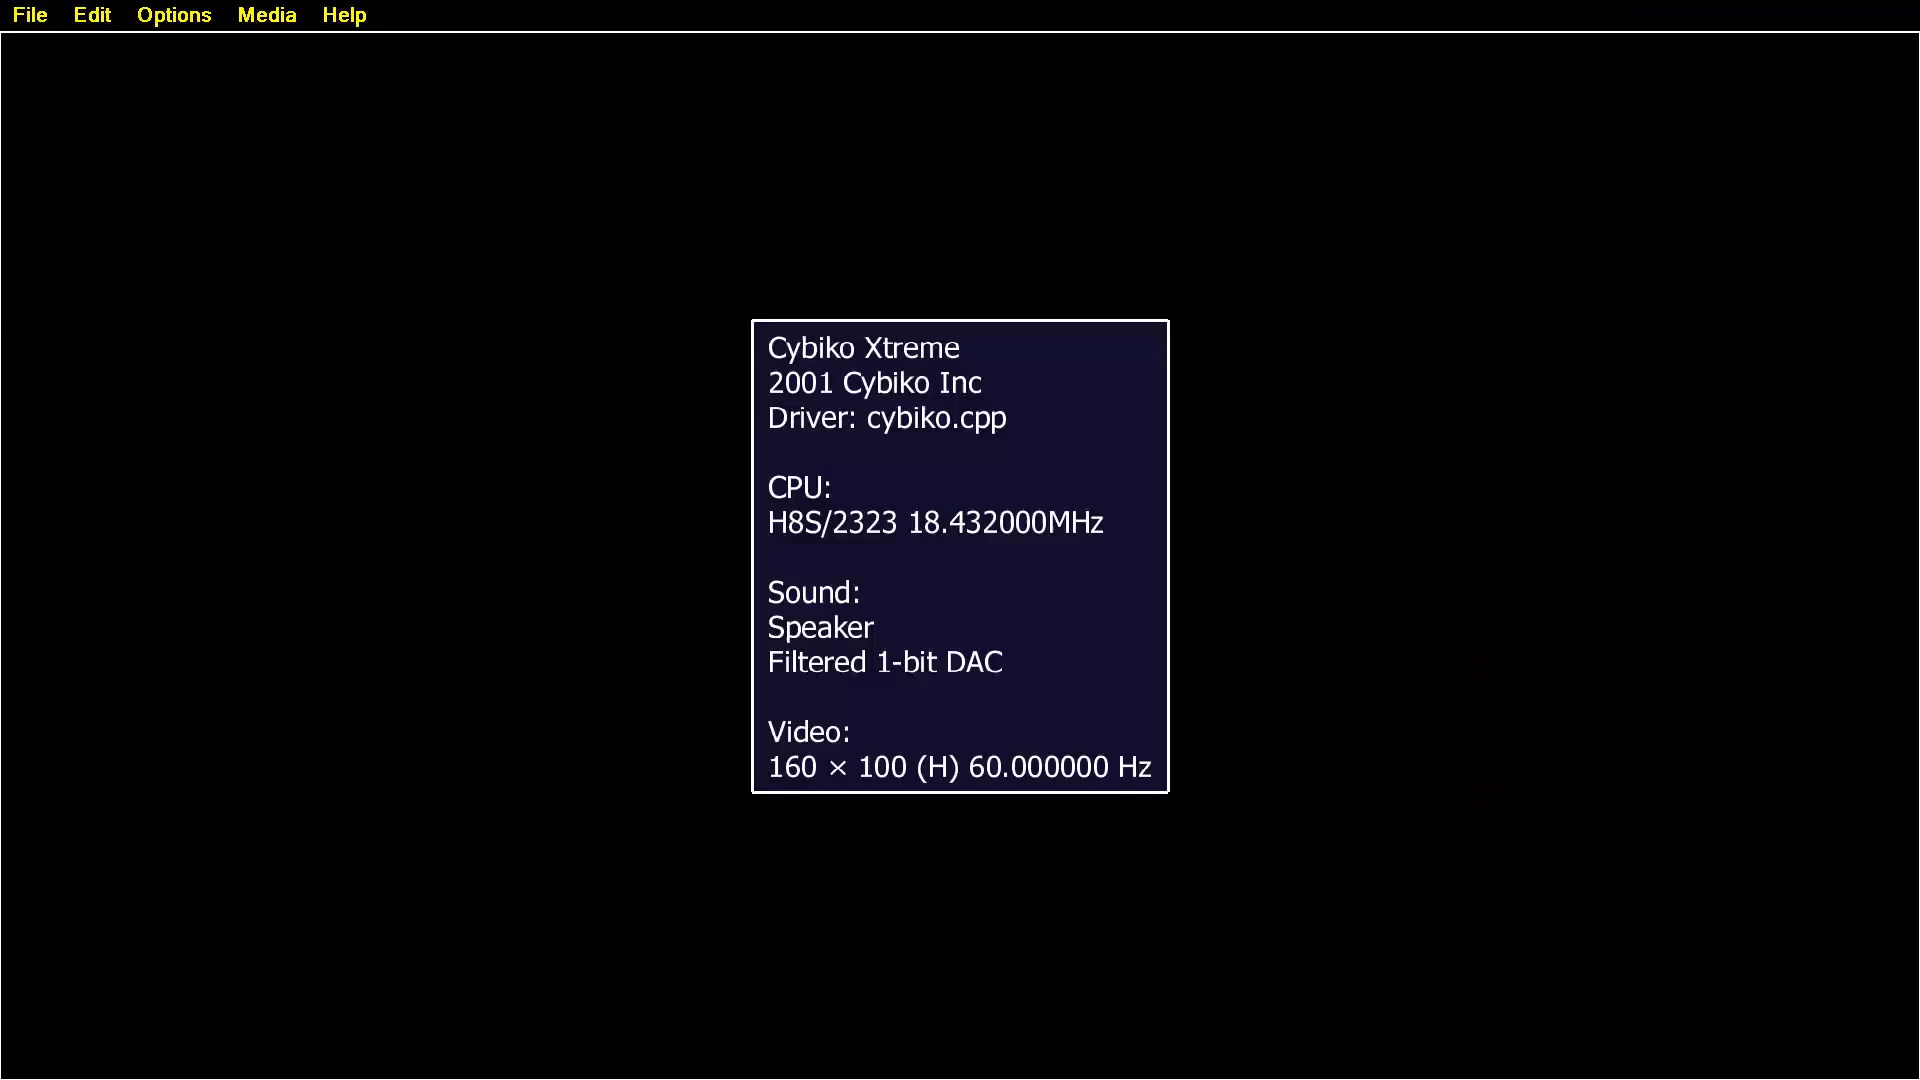 File Edit Options Media Help
Cybiko Xtreme
2001 Cybiko Inc
Driver: cybiko.cpp
CPU:
H8S/2323 18.432000MHz
Sound:
Speaker
Filtered 1-bit DAC
Video:
160 × 100 (H) 60.000000 Hz